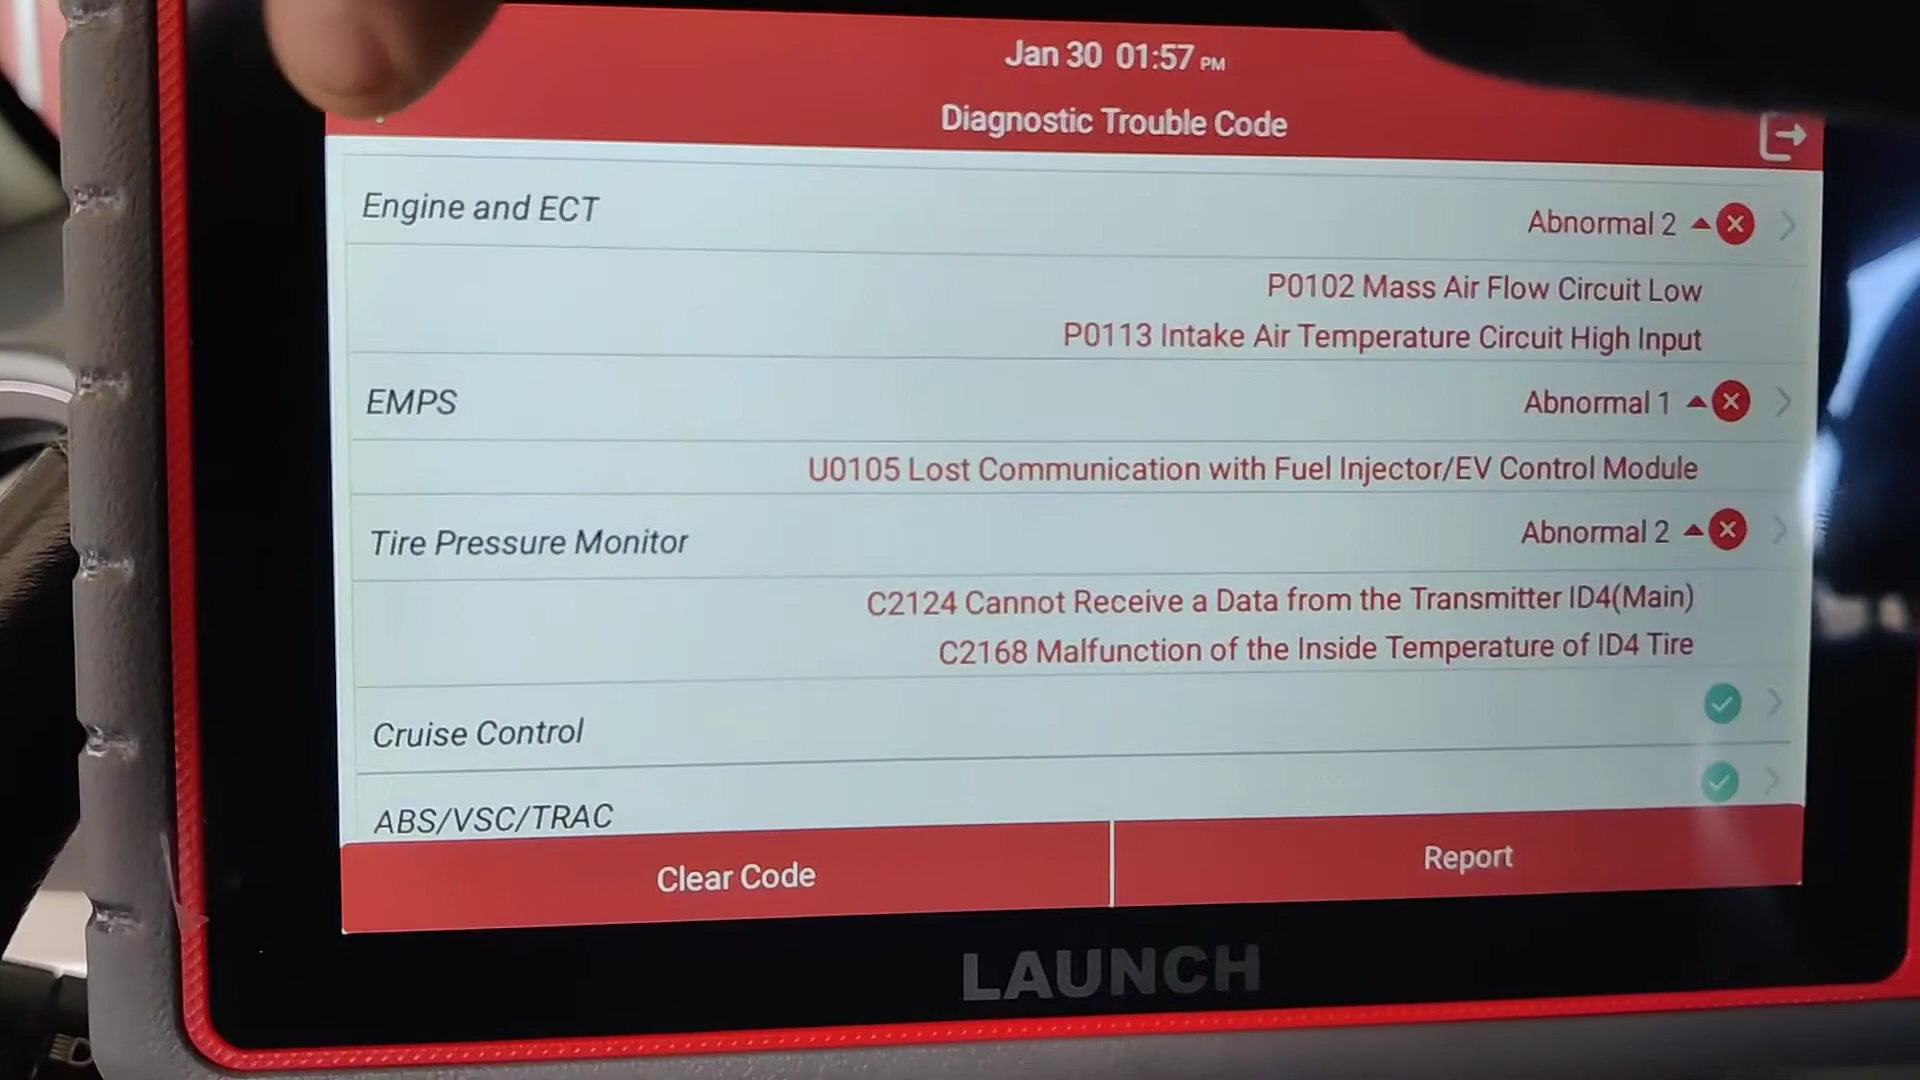 Jan 30 01:57 PM
Diagnostic Trouble Code
Engine and ECT
Abnormal 2
P0102 Mass Air Flow Circuit Low
P0113 Intake Air Temperature Circuit High Input
EMPS
Abnormal 1
U0105 Lost Communication with Fuel Injector/EV Control Module
Tire Pressure Monitor
Abnormal 2
C2124 Cannot Receive a Data from the Transmitter ID4(Main)
C2168 Malfunction of the Inside Temperature of ID4 Tire
Cruise Control
ABS/VSC/TRAC
Clear Code
Report
LAUNCH